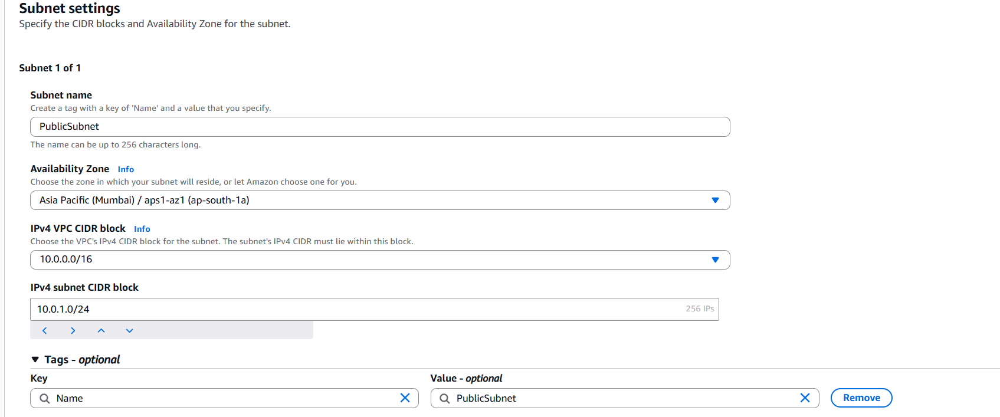 Subnet settings
Specify the CIDR blocks and Availability Zone for the subnet.
Subnet 1 of 1
Subnet name
Create a tag with a key of 'Name' and a value that you specify.
PublicSubnet
The name can be up to 256 characters long.
Availability Zone Info
Choose the zone in which your subnet will reside, or let Amazon choose one for you.
Asia Pacific (Mumbai) / aps1-az1 (ap-south-1a)
IPv4 VPC CIDR block Info
Choose the VPC's IPv4 CIDR block for the subnet. The subnet's IPv4 CIDR must lie within this block.
10.0.0.0/16
IPv4 subnet CIDR block
10.0.1.0/24 256 IPs
Tags - optional
Key Value - optional
Name PublicSubnet Remove